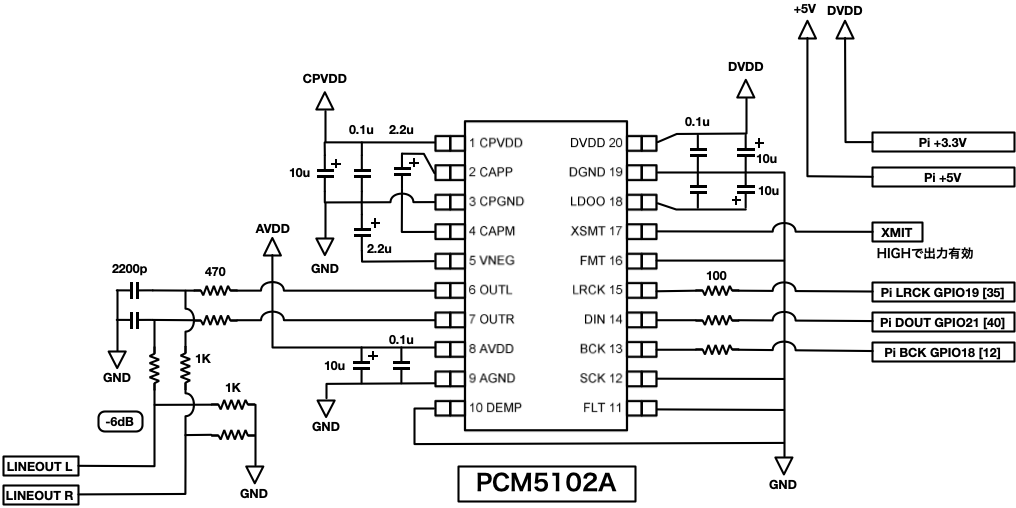 +5V
DVDD
CPVDD
DVDD
0.1u
2.2u
0.1u
10u
10u
10u
2.2u
GND
AVDD
1 CPVDD
2 CAPP
3 CPGND
4 CAPM
5 VNEG
6 OUTL
7 OUTR
8 AVDD
9 AGND
10 DEMP
DVDD 20
DGND 19
LDOO 18
XSMT 17
FMT 16
LRCK 15
DIN 14
BCK 13
SCK 12
FLT 11
Pi +3.3V
Pi +5V
XMIT
HIGHで出力有効
100
Pi LRCK GPIO19 [35]
Pi DOUT GPIO21 [40]
Pi BCK GPIO18 [12]
2200p
470
GND
1K
1K
10u
0.1u
GND
-6dB
LINEOUT L
LINEOUT R
GND
GND
PCM5102A